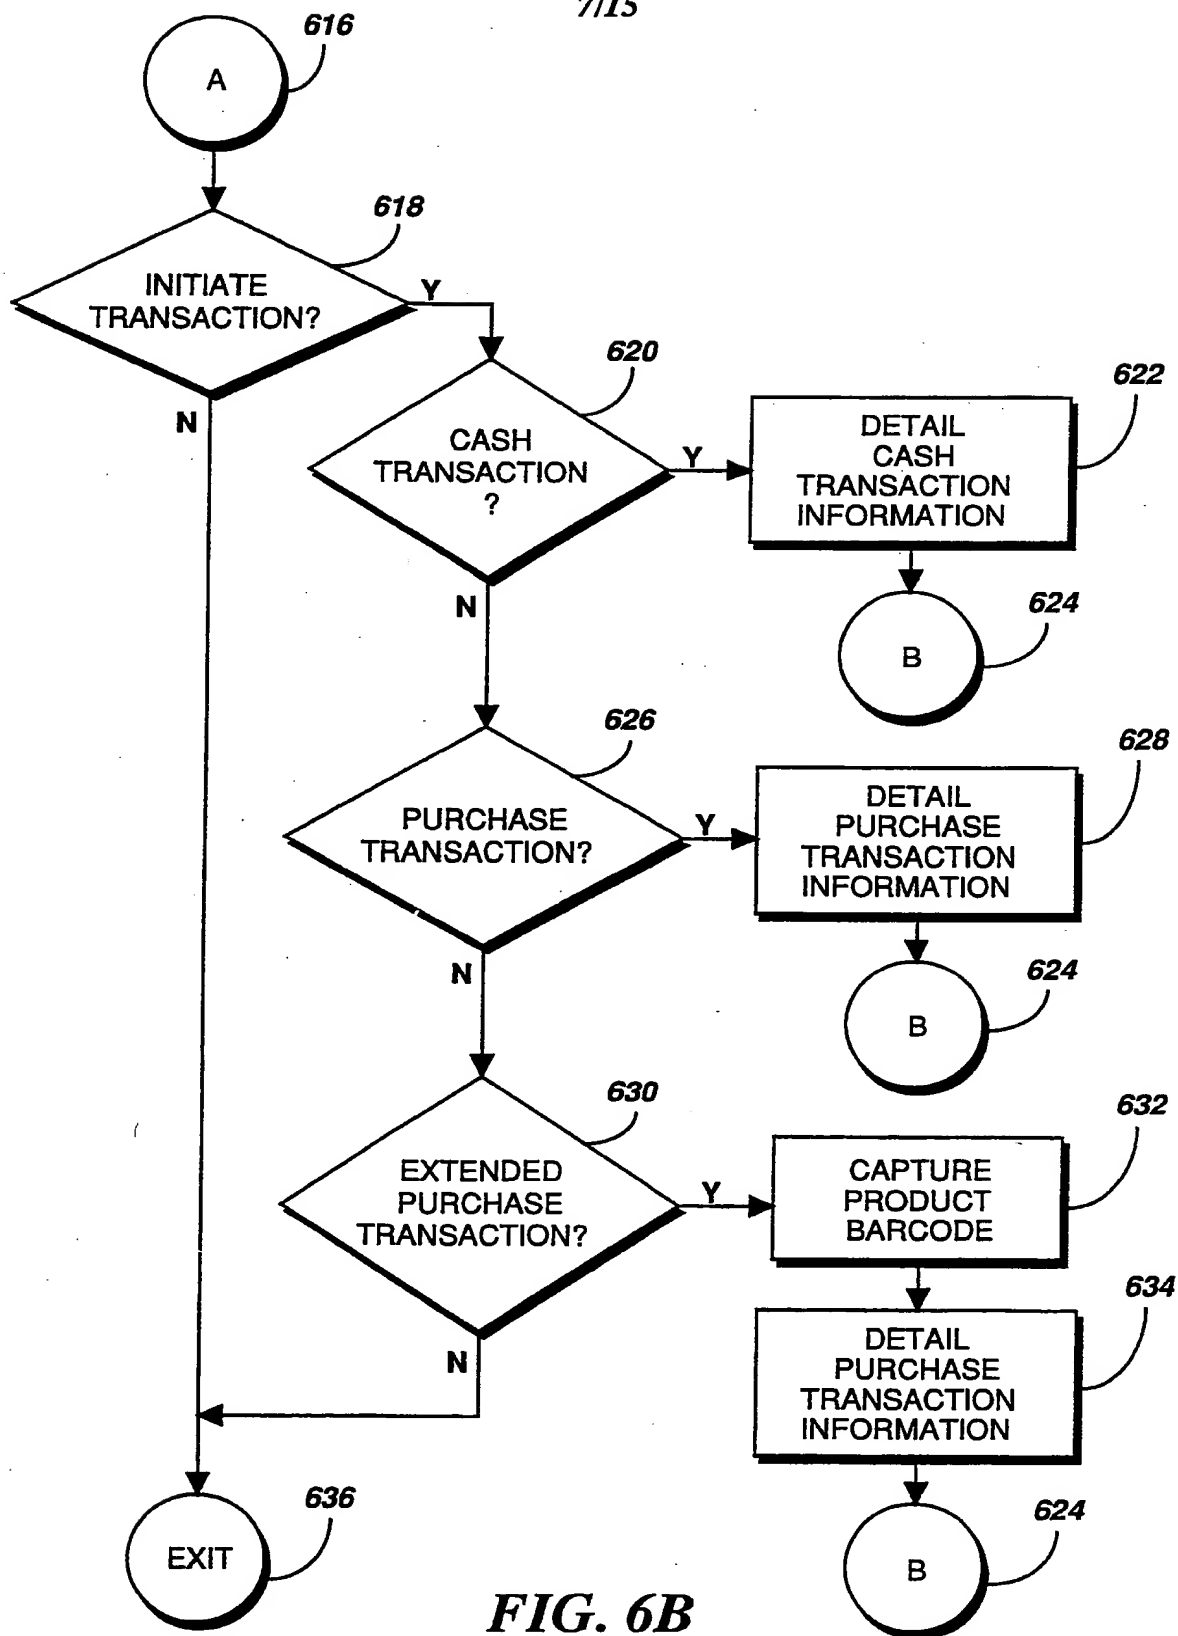 7/15
616
A
618
INITIATE
TRANSACTION?
Y
N
620
CASH
TRANSACTION
?
Y
N
622
DETAIL
CASH
TRANSACTION
INFORMATION
624
B
626
PURCHASE
TRANSACTION?
Y
N
628
DETAIL
PURCHASE
TRANSACTION
INFORMATION
624
B
630
EXTENDED
PURCHASE
TRANSACTION?
Y
N
632
CAPTURE
PRODUCT
BARCODE
634
DETAIL
PURCHASE
TRANSACTION
INFORMATION
636
EXIT
624
B
FIG. 6B